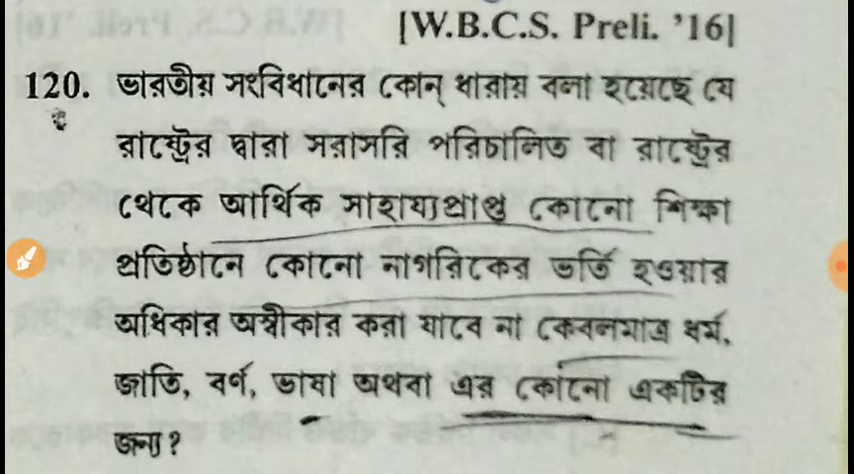 [W.B.C.S. Preli. '16]
120. ভারতীয় সংবিধানের কোন্ ধারায় বলা হয়েছে যে
রাষ্ট্রের দ্বারা সরাসরি পরিচালিত বা রাষ্ট্রের
থেকে আর্থিক সাহায্যপ্রাপ্ত কোনো শিক্ষা
প্রতিষ্ঠানে কোনো নাগরিকের ভর্তি হওয়ার
অধিকার অস্বীকার করা যাবে না কেবলমাত্র ধর্ম,
জাতি, বর্ণ, ভাষা অথবা এর কোনো একটির
জন্য?